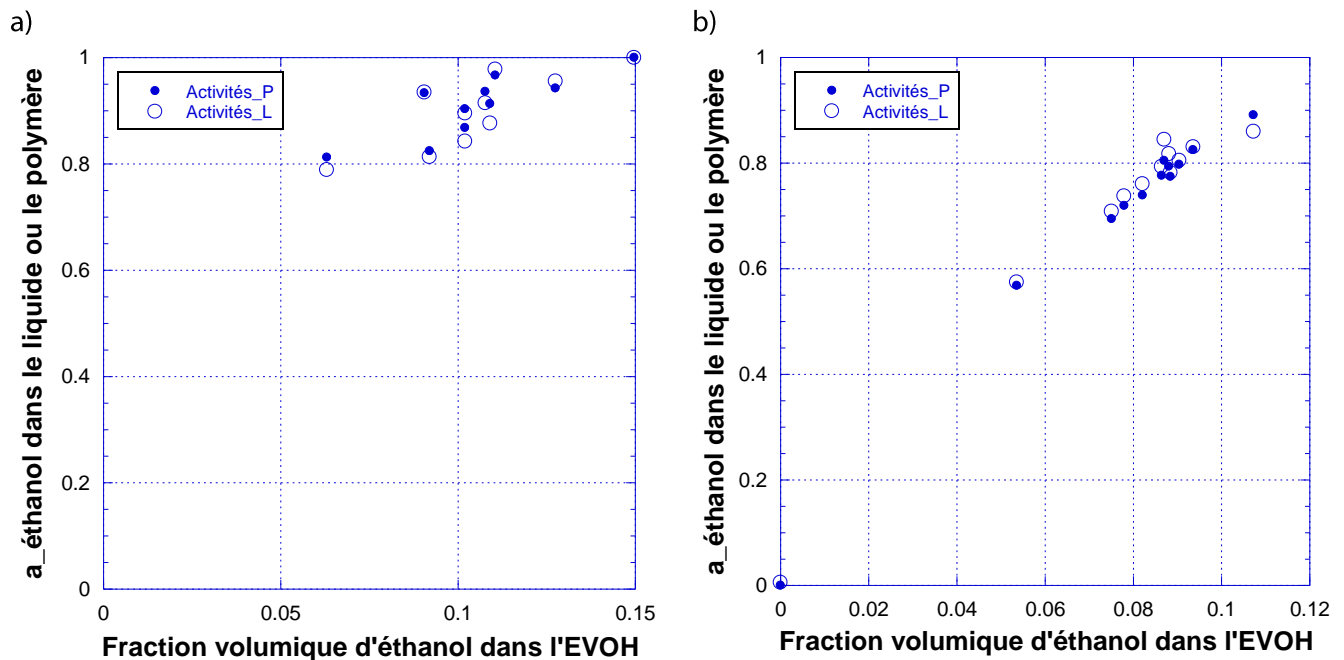 a)
a_éthanol dans le liquide ou le polymère
1
0.8
0.6
0.4
0.2
0
Activités_P
Activités_L
0
0.05
0.1
0.15
Fraction volumique d'éthanol dans l'EVOH
b)
a_éthanol dans le liquide ou le polymère
1
0.8
0.6
0.4
0.2
0
Activités_P
Activités_L
0
0.02
0.04
0.06
0.08
0.1
0.12
Fraction volumique d'éthanol dans l'EVOH